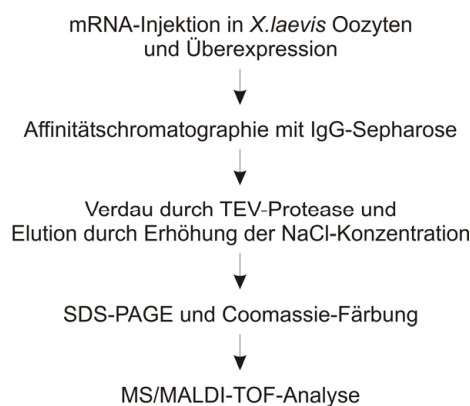 mRNA-Injektion in X.laevis Oozyten
und Überexpression
Affinitätschromatographie mit IgG-Sepharose
Verdau durch TEV-Protease und
Elution durch Erhöhung der NaCl-Konzentration
SDS-PAGE und Coomassie-Färbung
MS/MALDI-TOF-Analyse